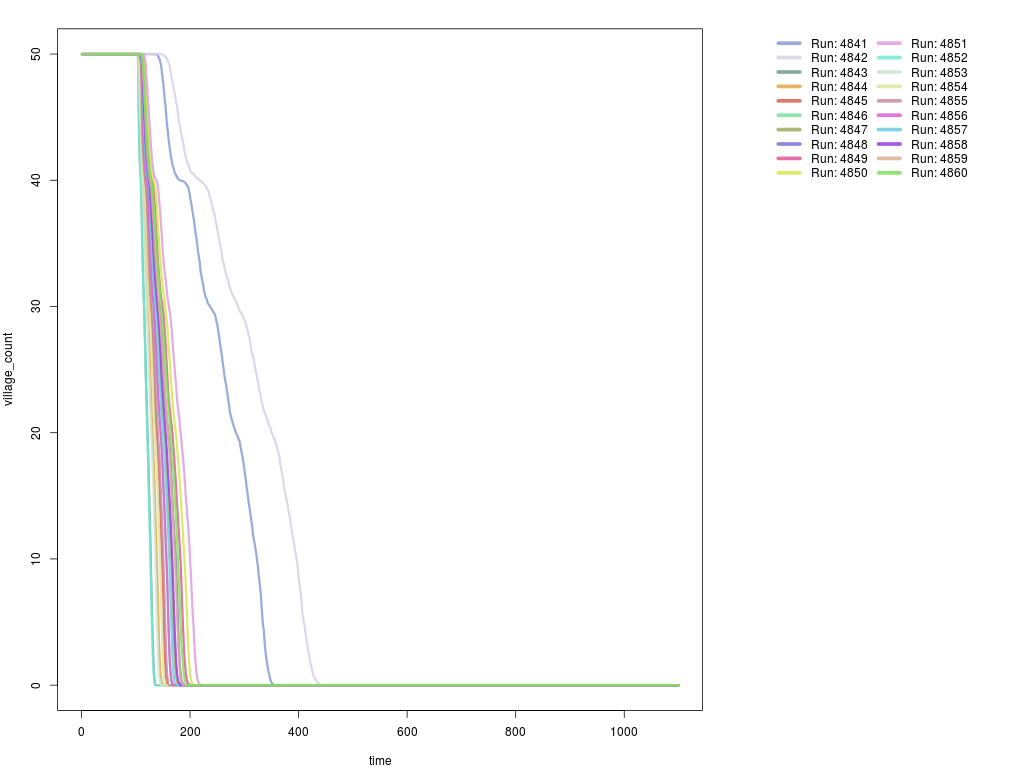 50
40
30
20
10
0
village_count
0 200 400 600 800 1000
time
Run: 4841 Run: 4851
Run: 4842 Run: 4852
Run: 4843 Run: 4853
Run: 4844 Run: 4854
Run: 4845 Run: 4855
Run: 4846 Run: 4856
Run: 4847 Run: 4857
Run: 4848 Run: 4858
Run: 4849 Run: 4859
Run: 4850 Run: 4860